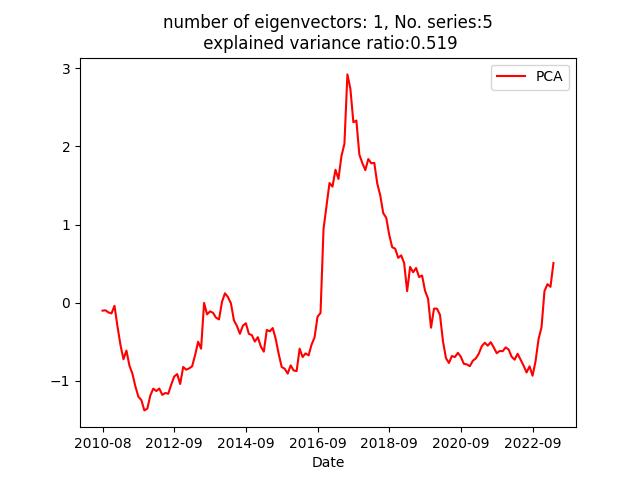 number of eigenvectors: 1, No. series:5
explained variance ratio:0.519
PCA
3
2
1
0
−1
2010-08 2012-09 2014-09 2016-09 2018-09 2020-09 2022-09
Date